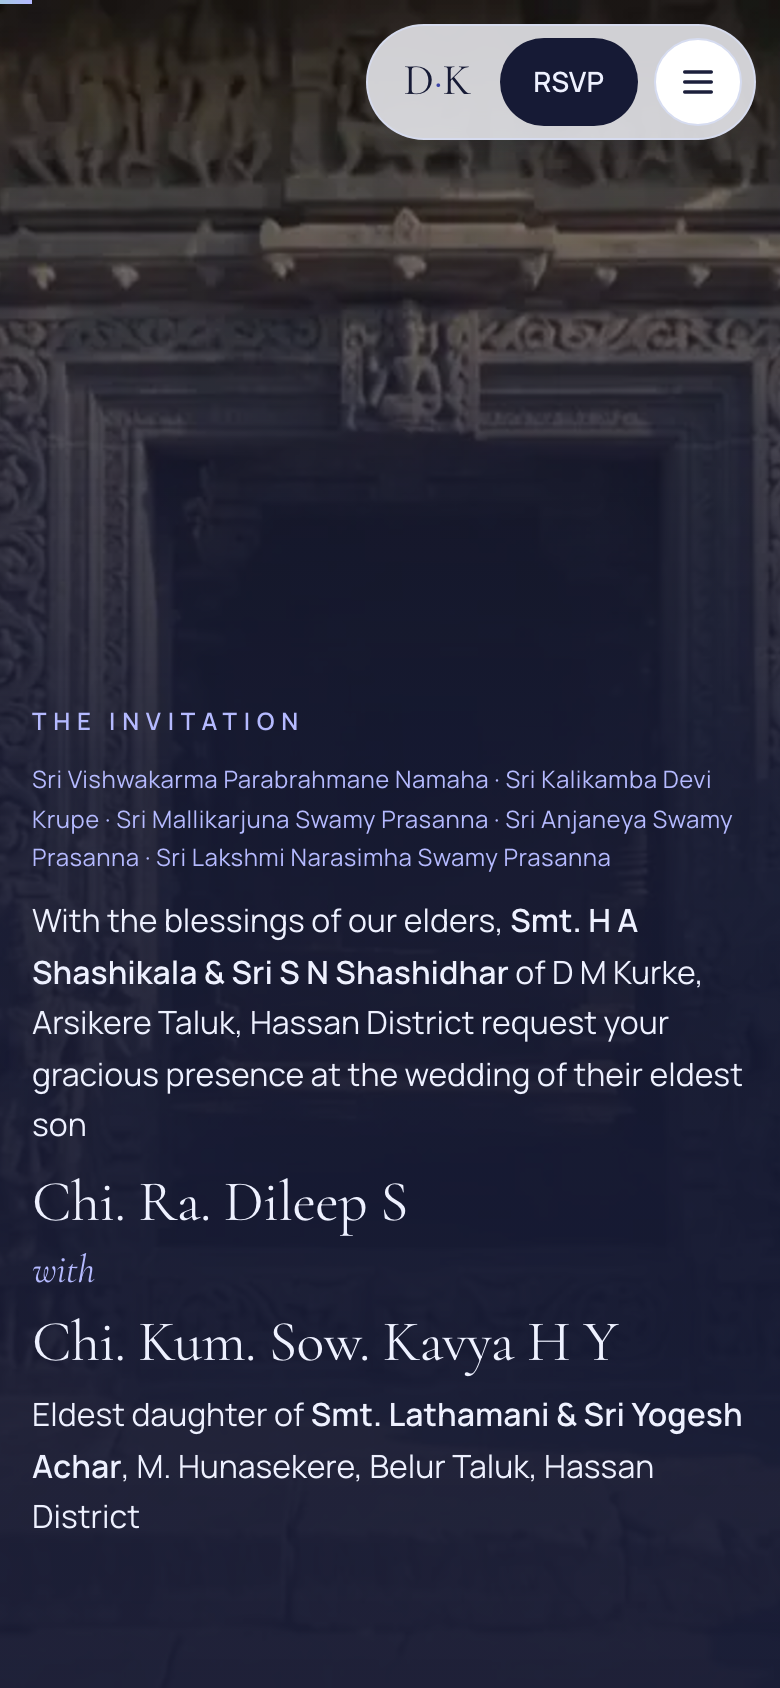 D·K
RSVP
THE INVITATION
Sri Vishwakarma Parabrahmane Namaha · Sri Kalikamba Devi
Krupe · Sri Mallikarjuna Swamy Prasanna · Sri Anjaneya Swamy
Prasanna · Sri Lakshmi Narasimha Swamy Prasanna
With the blessings of our elders, Smt. H A
Shashikala & Sri S N Shashidhar of D M Kurke,
Arsikere Taluk, Hassan District request your
gracious presence at the wedding of their eldest
son
Chi. Ra. Dileep S
with
Chi. Kum. Sow. Kavya H Y
Eldest daughter of Smt. Lathamani & Sri Yogesh
Achar, M. Hunasekere, Belur Taluk, Hassan
District